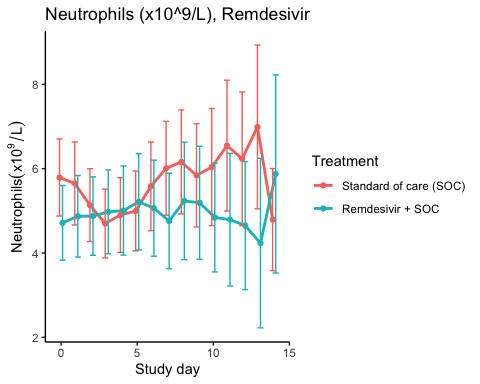 Neutrophils (x10^9/L), Remdesivir
Neutrophils(x10⁹/L)
8
6
4
2
0
5
10
15
Study day
Treatment
Standard of care (SOC)
Remdesivir + SOC